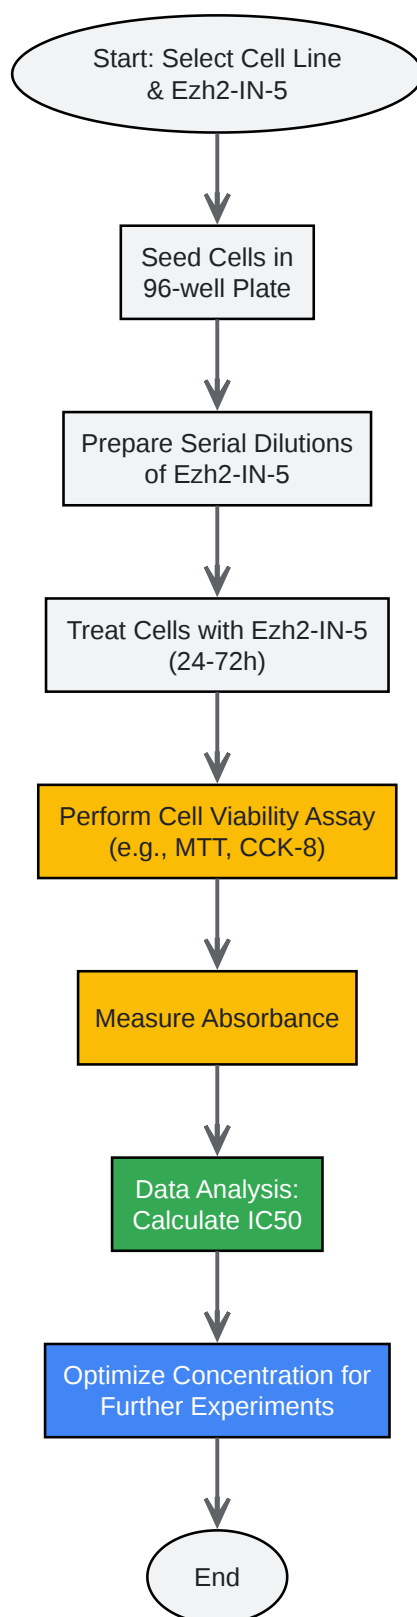 Start: Select Cell Line
& Ezh2-IN-5
Seed Cells in
96-well Plate
Prepare Serial Dilutions
of Ezh2-IN-5
Treat Cells with Ezh2-IN-5
(24-72h)
Perform Cell Viability Assay
(e.g., MTT, CCK-8)
Measure Absorbance
Data Analysis:
Calculate IC50
Optimize Concentration for
Further Experiments
End